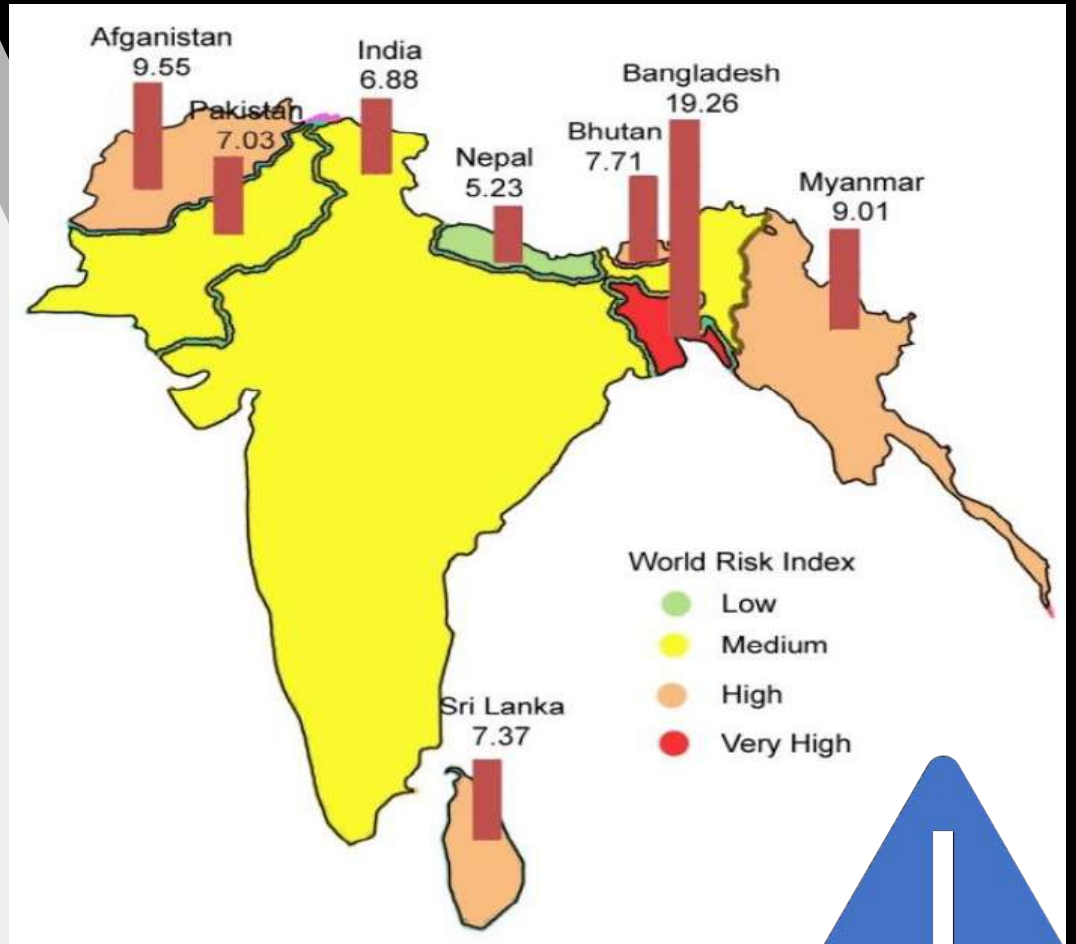 Afganistan
9.55
Pakistan
7.03
India
6.88
Nepal
5.23
Bhutan
7.71
Bangladesh
19.26
Myanmar
9.01
Sri Lanka
7.37
World Risk Index
Low
Medium
High
Very High